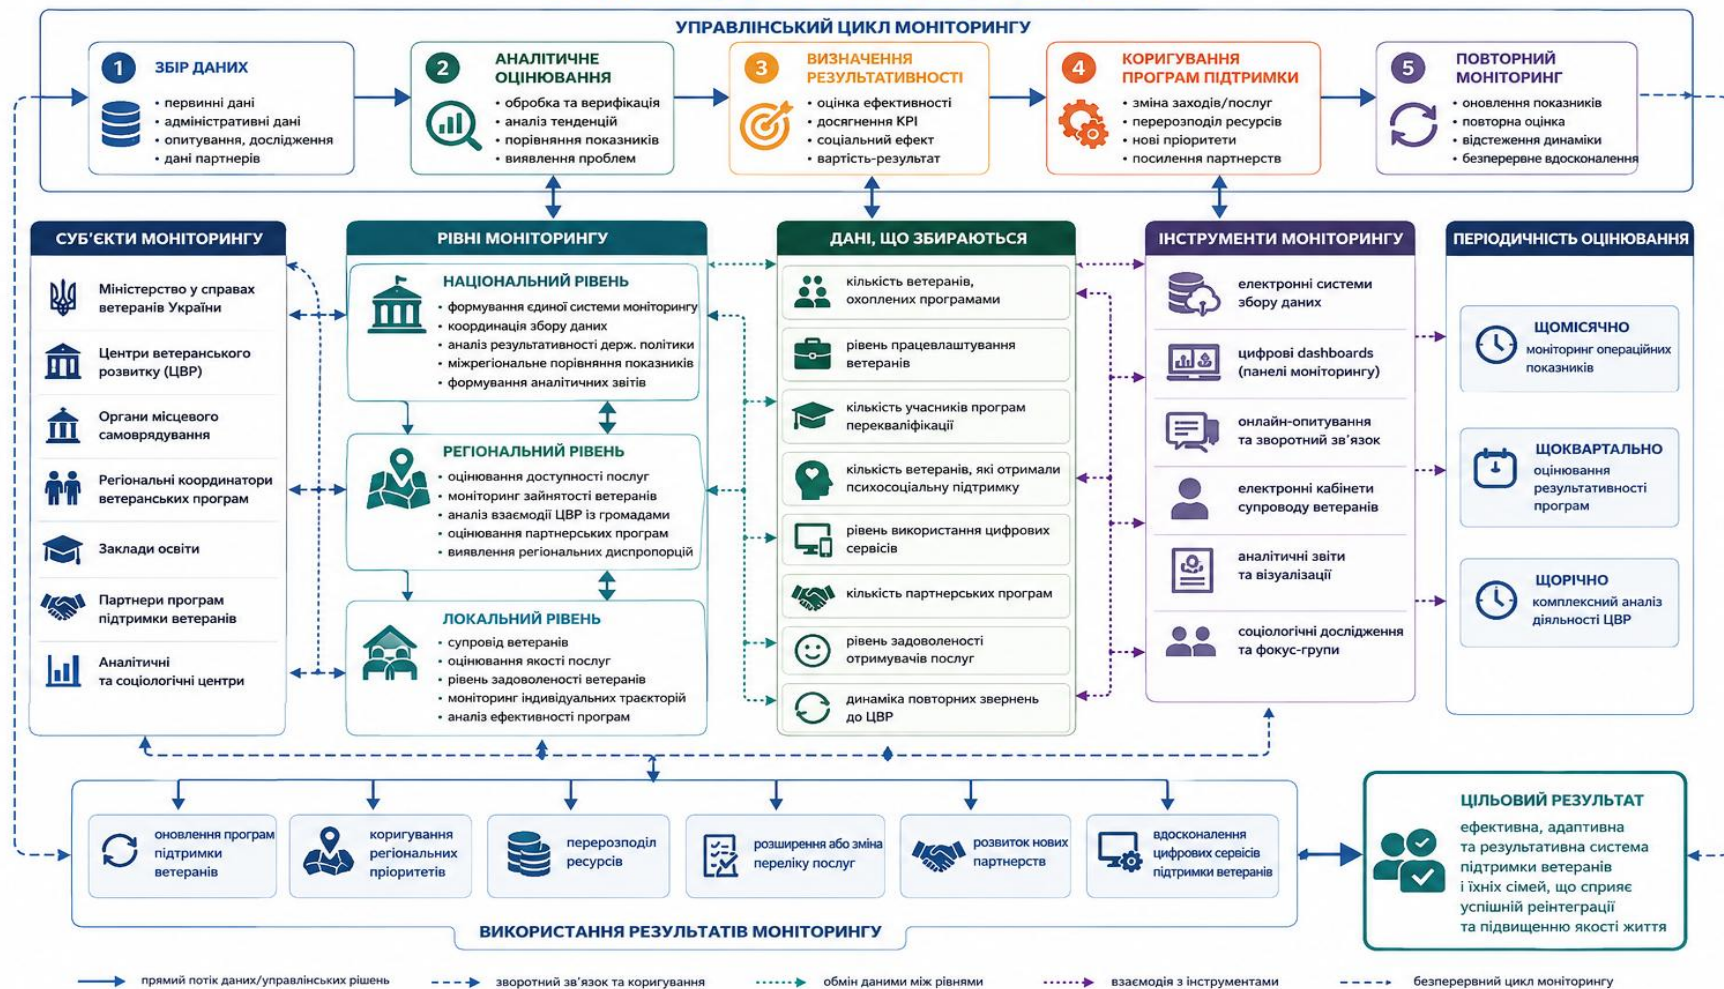 УПРАВЛІНСЬКИЙ ЦИКЛ МОНІТОРИНГУ
1
ЗБІР ДАНИХ
• первинні дані
• адміністративні дані
• опитування, дослідження
• дані партнерів
2
АНАЛІТИЧНЕ
ОЦІНЮВАННЯ
• обробка та верифікація
• аналіз тенденцій
• порівняння показників
• виявлення проблем
3
ВИЗНАЧЕННЯ
РЕЗУЛЬТАТИВНОСТІ
• оцінка ефективності
• досягнення KPI
• соціальний ефект
• вартість-результат
4
КОРИГУВАННЯ
ПРОГРАМ ПІДТРИМКИ
• зміна заходів/послуг
• перерозподіл ресурсів
• нові пріоритети
• посилення партнерств
5
ПОВТОРНИЙ
МОНІТОРИНГ
• оновлення показників
• повторна оцінка
• відстеження динаміки
• безперервне вдосконалення
СУБ'ЄКТИ МОНІТОРИНГУ
Міністерство у справах
ветеранів України
Центри ветеранського
розвитку (ЦВР)
Органи місцевого
самоврядування
Регіональні координатори
ветеранських програм
Заклади освіти
Партнери програм
підтримки ветеранів
Аналітичні
та соціологічні центри
РІВНІ МОНІТОРИНГУ
НАЦІОНАЛЬНИЙ РІВЕНЬ
• формування єдиної системи моніторингу
• координація збору даних
• аналіз результативності держ. політики
• міжрегіональне порівняння показників
• формування аналітичних звітів
РЕГІОНАЛЬНИЙ РІВЕНЬ
• оцінювання доступності послуг
• моніторинг зайнятості ветеранів
• аналіз взаємодії ЦВР із громадами
• оцінювання партнерських програм
• виявлення регіональних диспропорцій
ЛОКАЛЬНИЙ РІВЕНЬ
• супровід ветеранів
• оцінювання якості послуг
• рівень задоволеності ветеранів
• моніторинг індивідуальних траєкторій
• аналіз ефективності програм
ДАНІ, ЩО ЗБИРАЮТЬСЯ
кількість ветеранів,
охоплених програмами
рівень працевлаштування
ветеранів
кількість учасників програм
перекваліфікації
кількість ветеранів, які отримали
психосоціальну підтримку
рівень використання цифрових
сервісів
кількість партнерських програм
рівень задоволеності
отримувачів послуг
динаміка повторних звернень
до ЦВР
ІНСТРУМЕНТИ МОНІТОРИНГУ
електронні системи
збору даних
цифрові dashboards
(панелі моніторингу)
онлайн-опитування
та зворотний зв'язок
електронні кабінети
супроводу ветеранів
аналітичні звіти
та візуалізації
соціологічні дослідження
та фокус-групи
ПЕРІОДИЧНІСТЬ ОЦІНЮВАННЯ
ЩОМІСЯЧНО
моніторинг операційних
показників
ЩОКВАРТАЛЬНО
оцінювання
результативності
програм
ЩОРІЧНО
комплексний аналіз
діяльності ЦВР
оновлення програм
підтримки
ветеранів
коригування
регіональних
пріоритетів
перерозподіл
ресурсів
розширення або зміна
переліку послуг
розвиток нових
партнерств
вдосконалення
цифрових сервісів
підтримки ветеранів
ВИКОРИСТАННЯ РЕЗУЛЬТАТІВ МОНІТОРИНГУ
ЦІЛЬОВИЙ РЕЗУЛЬТАТ
ефективна, адаптивна
та результативна система
підтримки ветеранів
і їхніх сімей, що сприяє
успішній реінтеграції
та підвищенню якості життя
прямий потік даних/управлінських рішень
зворотній зв'язок та коригування
обмін даними між рівнями
взаємодія з інструментами
безперервний цикл моніторингу